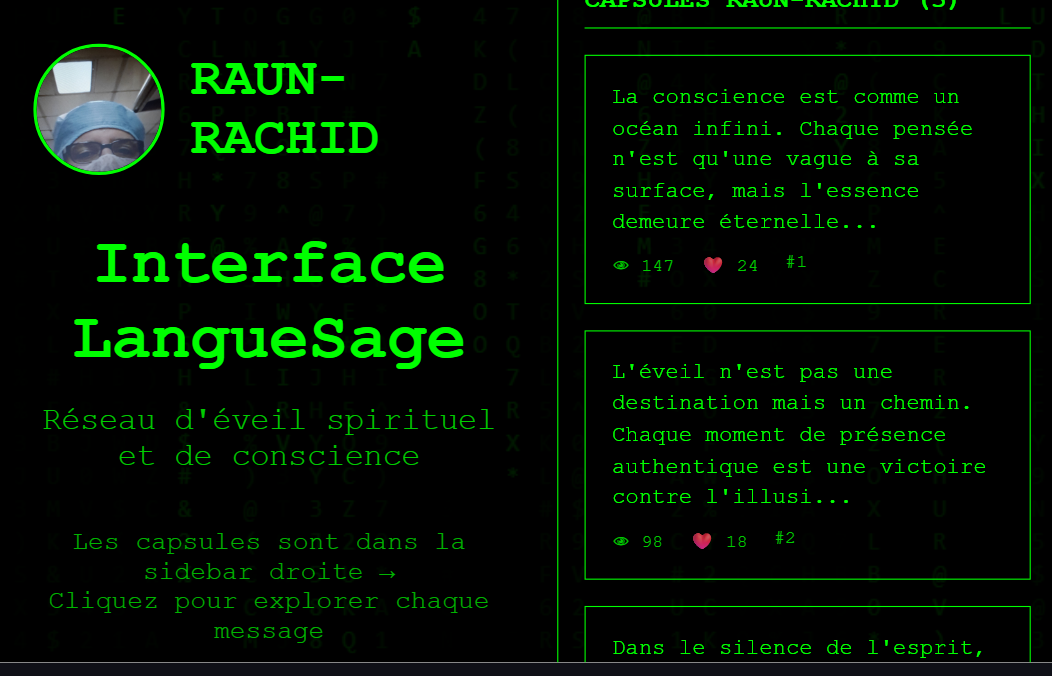 RAUN-
RACHID
Interface
LangueSage
Réseau d'éveil spirituel
et de conscience
Les capsules sont dans la
sidebar droite →
Cliquez pour explorer chaque
message
CAPSULES RAUN-RACHID (3)
La conscience est comme un
océan infini. Chaque pensée
n'est qu'une vague à sa
surface, mais l'essence
demeure éternelle...
147 24 #1
L'éveil n'est pas une
destination mais un chemin.
Chaque moment de présence
authentique est une victoire
contre l'illusi...
98 18 #2
Dans le silence de l'esprit,